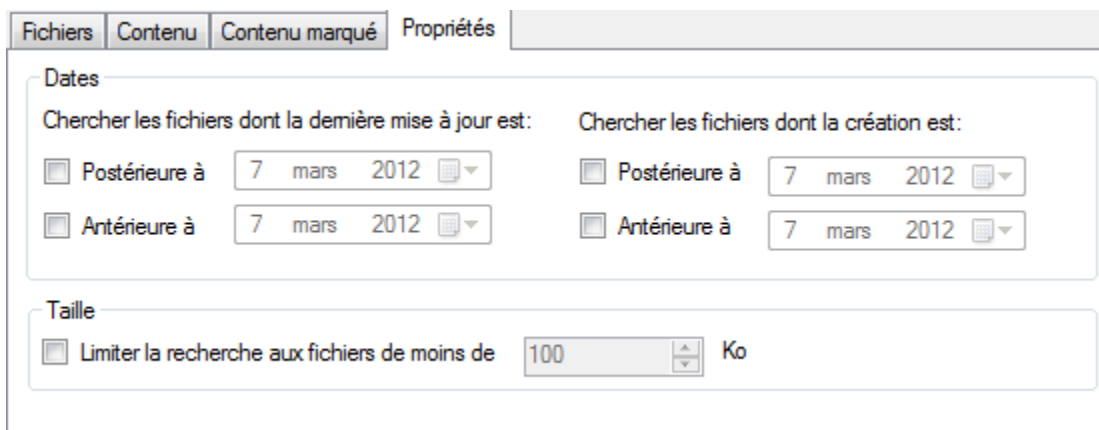 Fichiers Contenu Contenu marqué Propriétés
Dates
Chercher les fichiers dont la dernière mise à jour est: Chercher les fichiers dont la création est:
Postérieure à 7 mars 2012 Postérieure à 7 mars 2012
Antérieure à 7 mars 2012 Antérieure à 7 mars 2012
Taille
Limiter la recherche aux fichiers de moins de 100 Ko